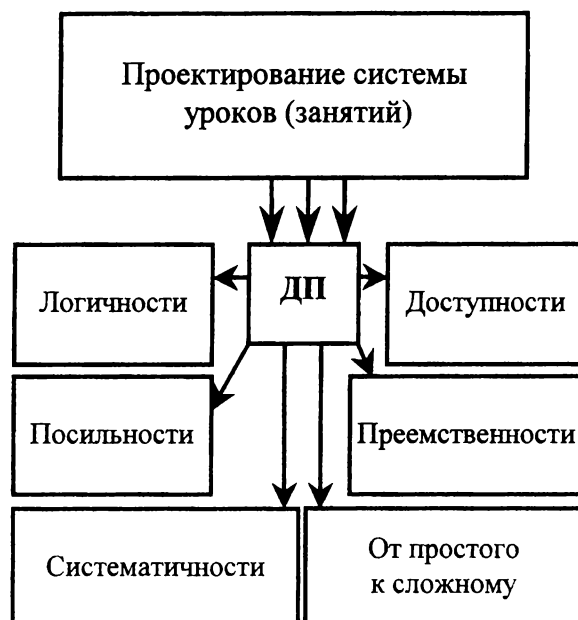 Проектирование системы
уроков (занятий)
ДП
Логичности
Доступности
Посильности
Преемственности
Систематичности
От простого
к сложному